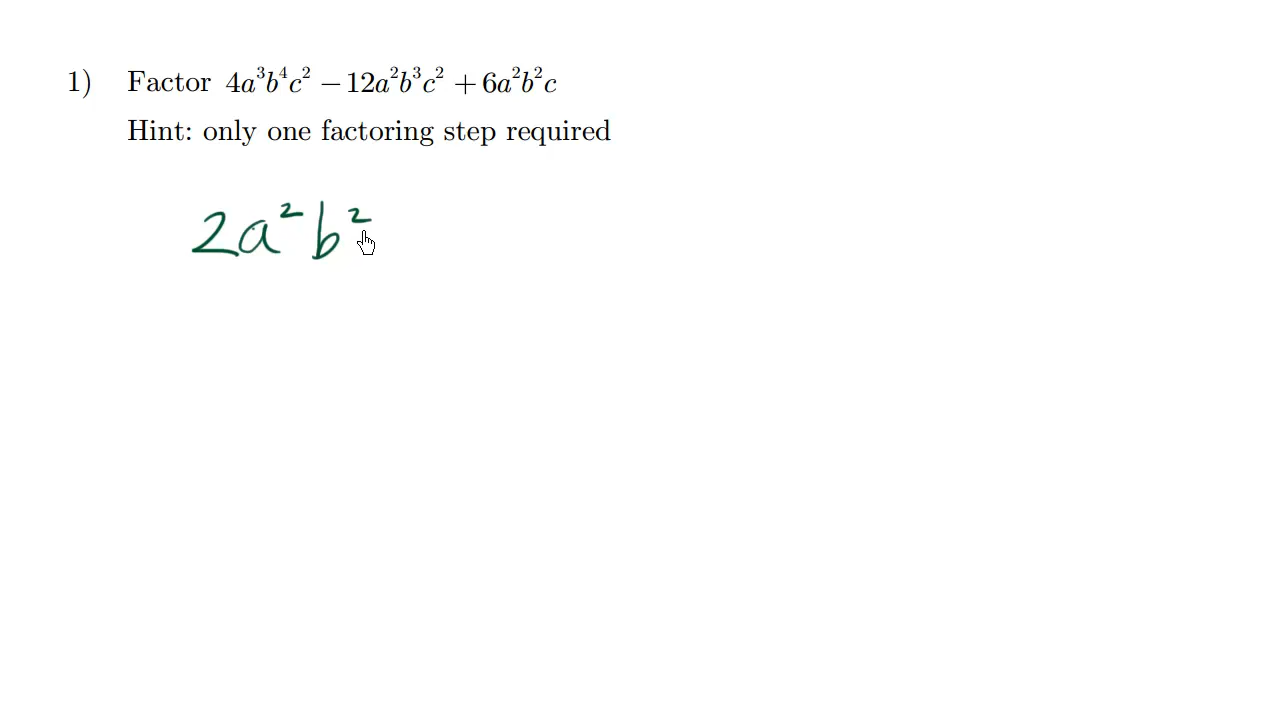 1) Factor 4a³b⁴c² − 12a²b³c² + 6a²b²c
Hint: only one factoring step required
2a²b²